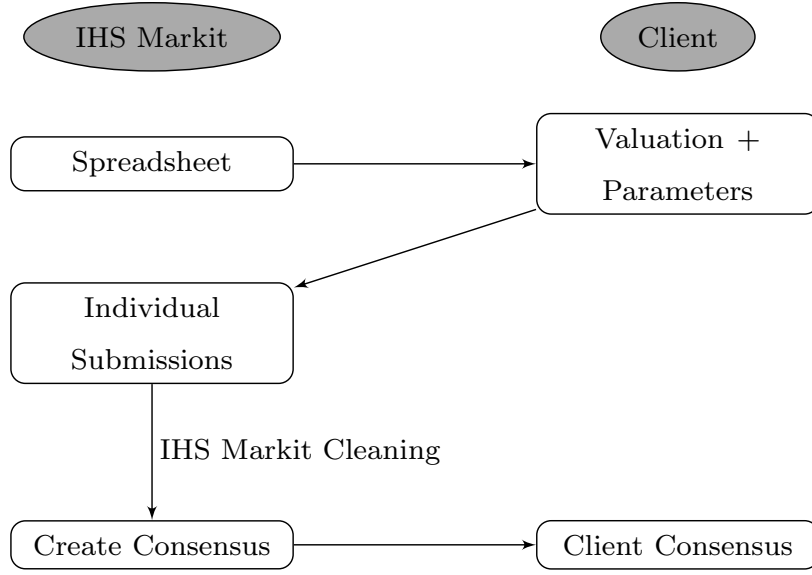 IHS Markit
Client
Spreadsheet
Valuation +
Parameters
Individual
Submissions
IHS Markit Cleaning
Create Consensus
Client Consensus